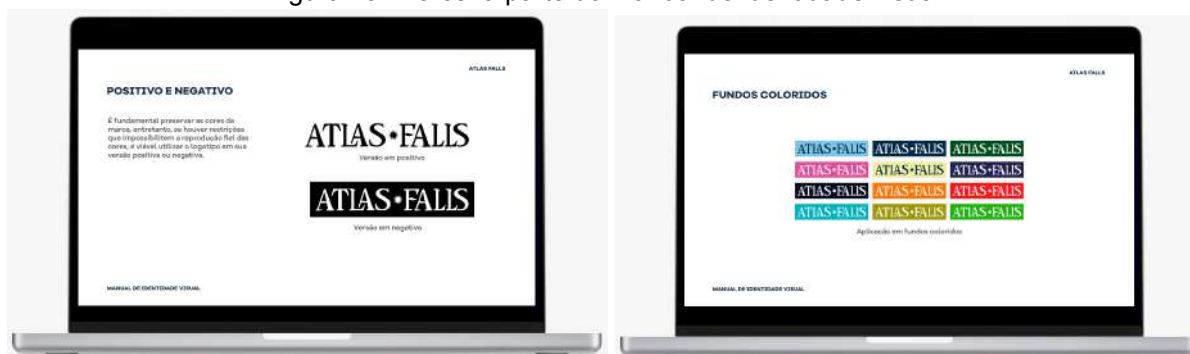 ATLAS FALLS
POSITIVO E NEGATIVO
É fundamental preservar as cores da
marca, entretanto, se houver restrições
que impossibilitem a reprodução fiel das
cores, é viável utilizar o logotipo em sua
versão positiva ou negativa.
ATLAS•FALLS
Versão em positivo
ATLAS•FALLS
Versão em negativo
MANUAL DE IDENTIDADE VISUAL
ATLAS FALLS
FUNDOS COLORIDOS
ATLAS•FALLS ATLAS•FALLS ATLAS•FALLS
ATLAS•FALLS ATLAS•FALLS ATLAS•FALLS
ATLAS•FALLS ATLAS•FALLS ATLAS•FALLS
ATLAS•FALLS ATLAS•FALLS ATLAS•FALLS
Aplicação em fundos coloridos
MANUAL DE IDENTIDADE VISUAL